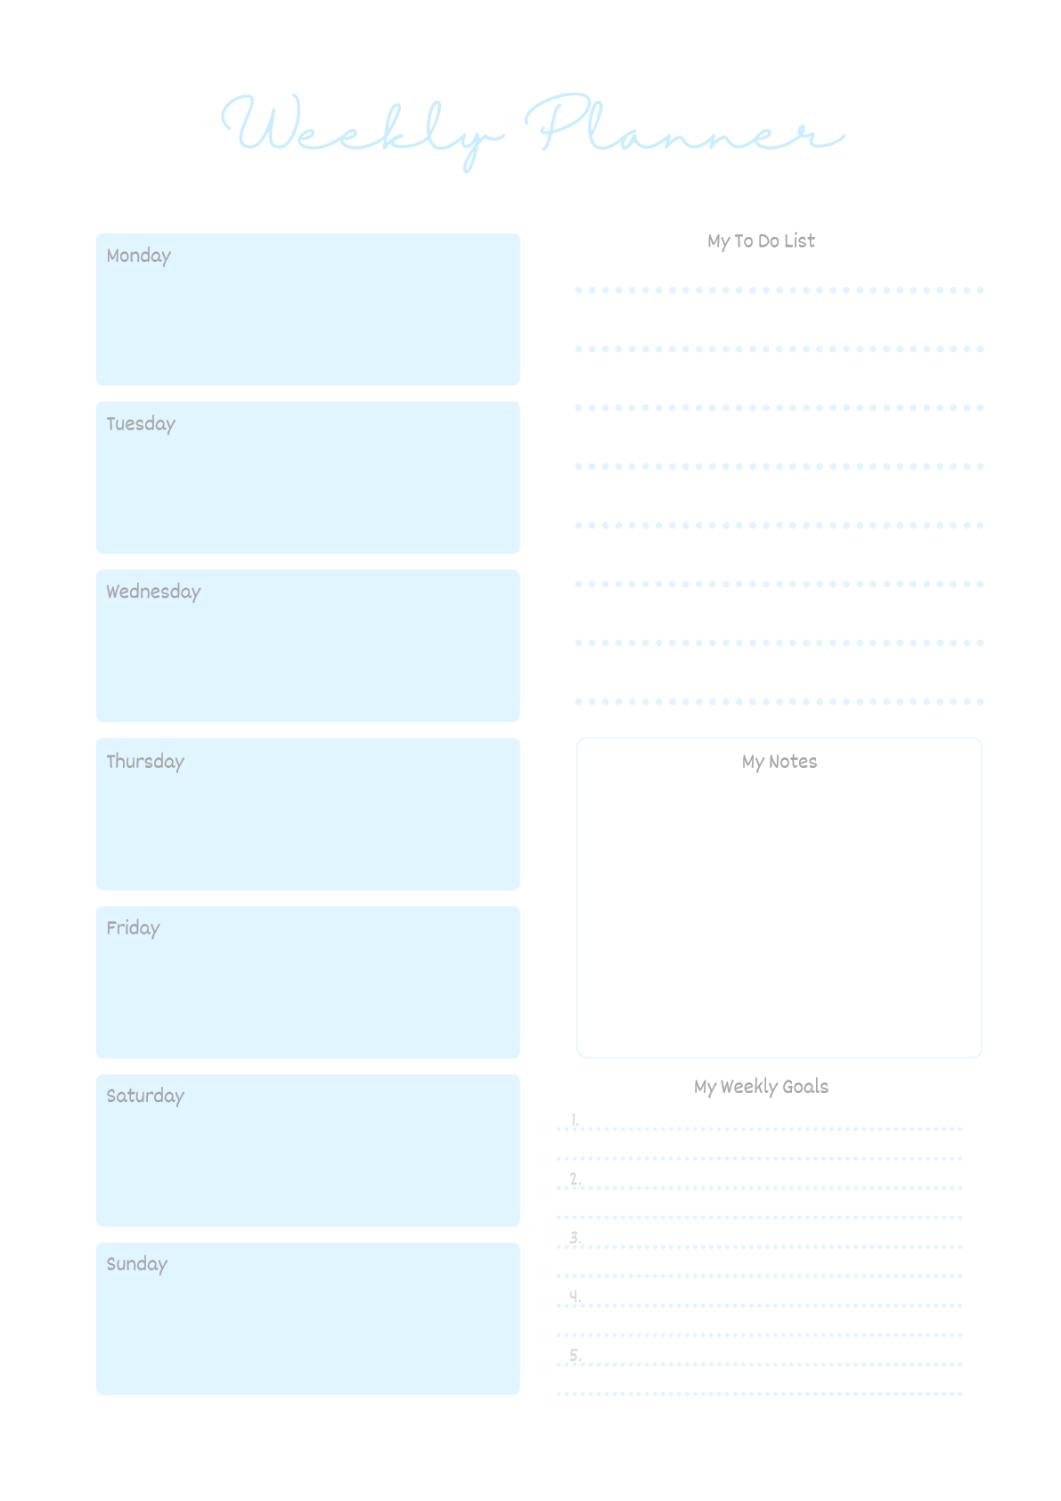 Weekly Planner
Monday
Tuesday
Wednesday
Thursday
Friday
Saturday
Sunday
My To Do List
My Notes
My Weekly Goals
1.
2.
3.
4.
5.